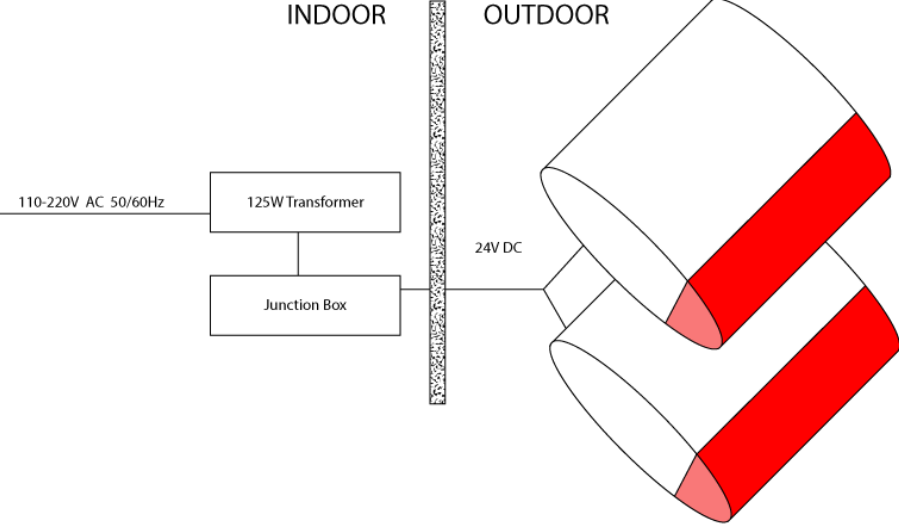 INDOOR
OUTDOOR
110-220V AC 50/60Hz
125W Transformer
24V DC
Junction Box